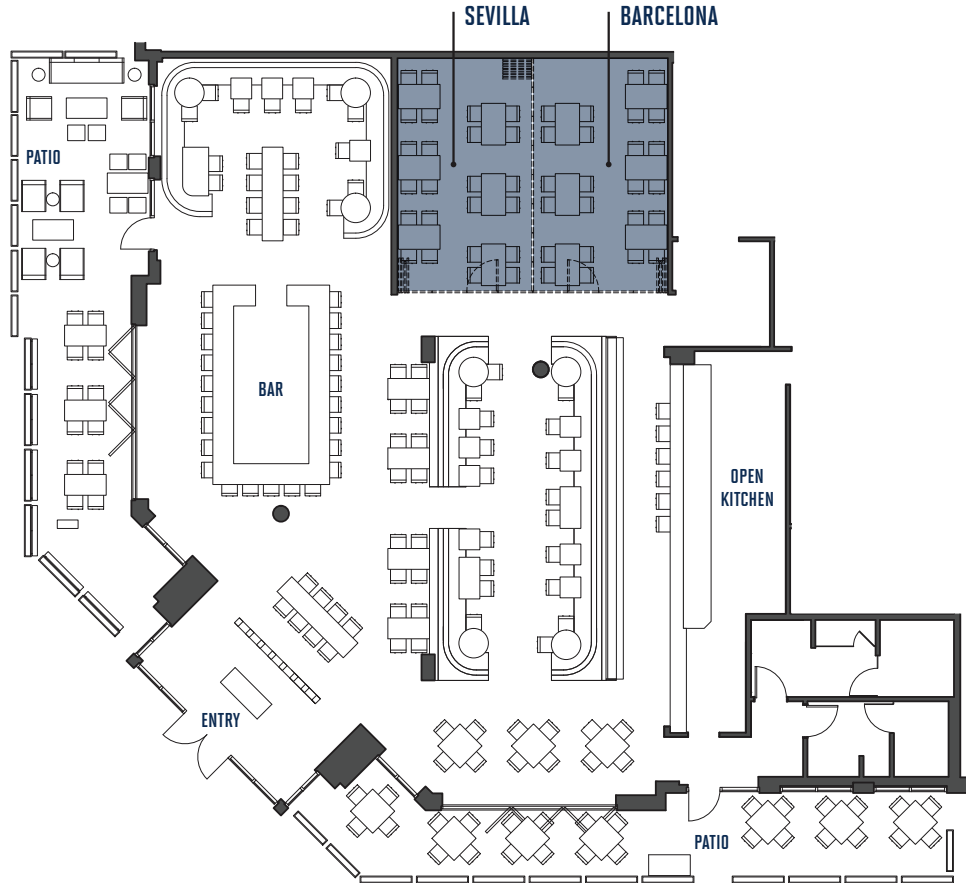 SEVILLA
BARCELONA
PATIO
BAR
OPEN
KITCHEN
ENTRY
PATIO